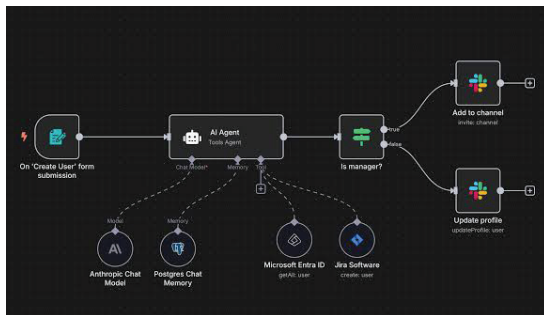 On 'Create User' form
submission
AI Agent
Tools Agent
Chat Model*
Memory
Tool
Model
Memory
Anthropic Chat
Model
Postgres Chat
Memory
Microsoft Entra ID
getAll: user
Jira Software
create: user
Is manager?
true
false
Add to channel
invite: channel
Update profile
updateProfile: user